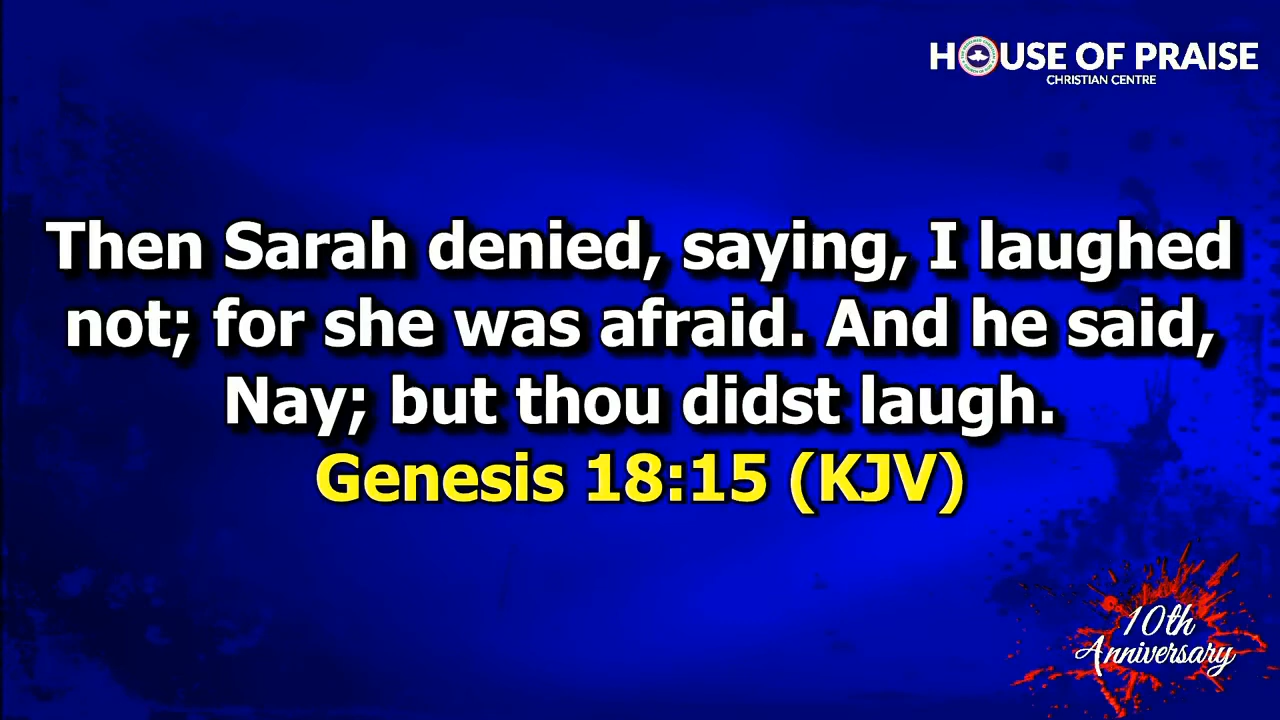 HOUSE OF PRAISE
CHRISTIAN CENTRE
Then Sarah denied, saying, I laughed
not; for she was afraid. And he said,
Nay; but thou didst laugh.
Genesis 18:15 (KJV)
10th
Anniversary